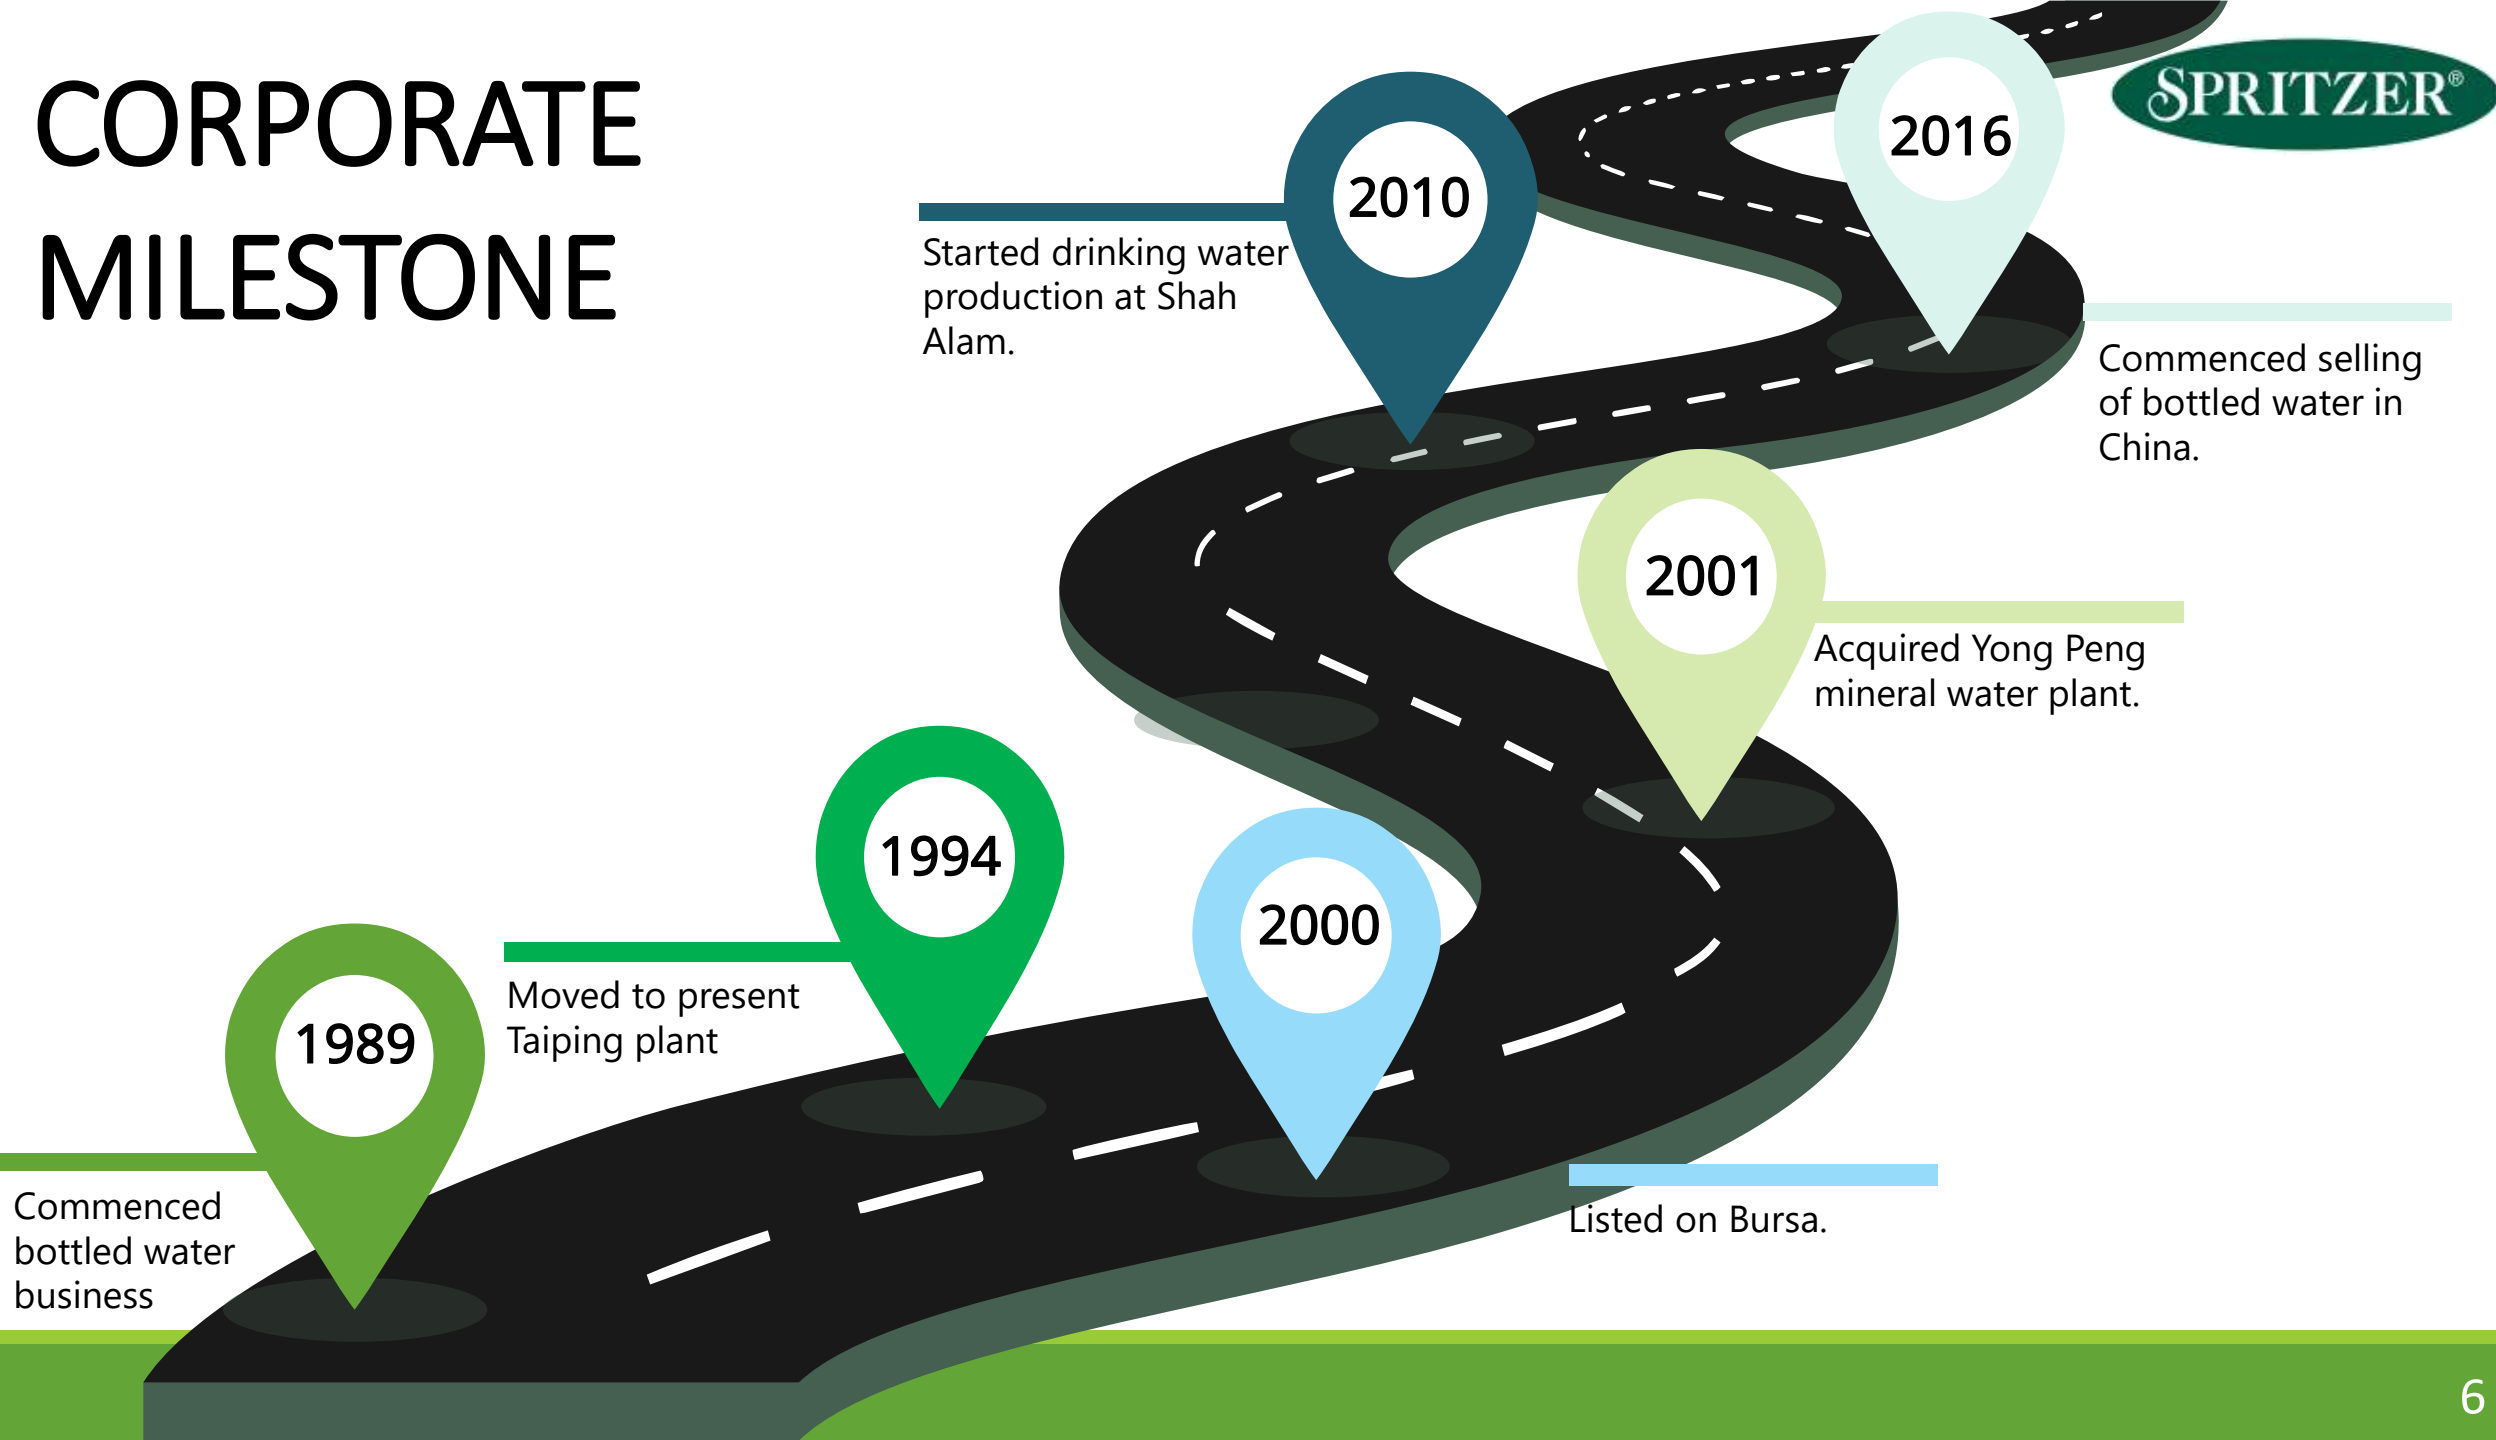 CORPORATE
MILESTONE
SPRITZER®
2016
Commenced selling
of bottled water in
China.
2010
Started drinking water
production at Shah
Alam.
2001
Acquired Yong Peng
mineral water plant.
2000
Listed on Bursa.
1994
Moved to present
Taiping plant
1989
Commenced
bottled water
business
6